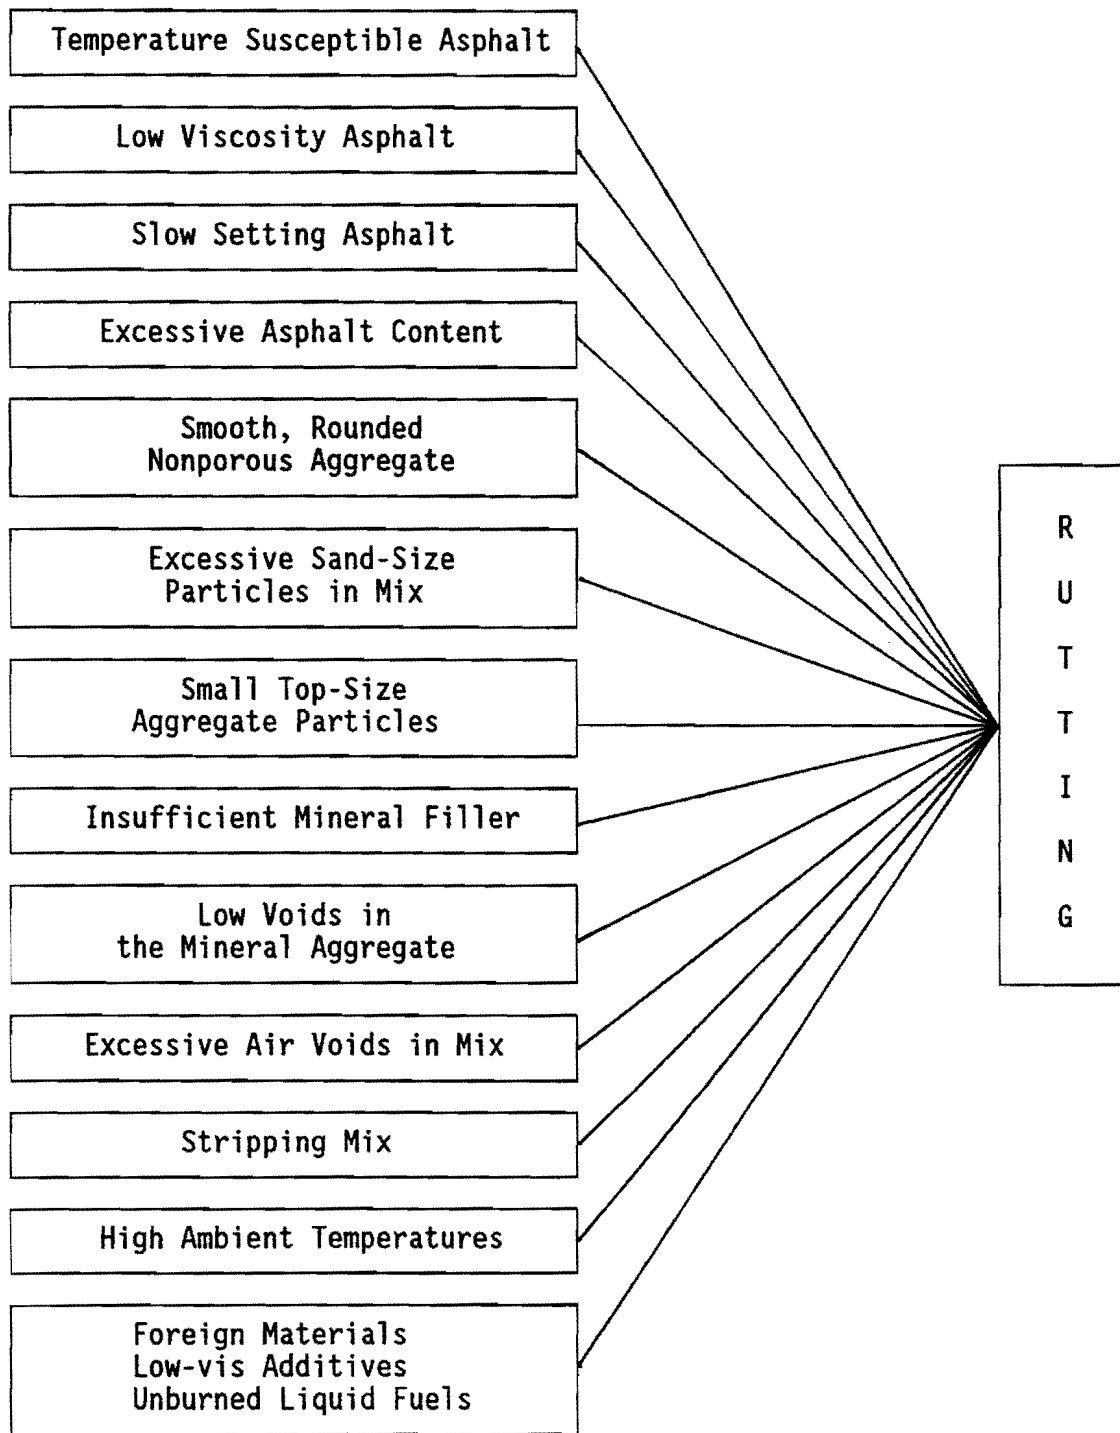 Temperature Susceptible Asphalt
Low Viscosity Asphalt
Slow Setting Asphalt
Excessive Asphalt Content
Smooth, Rounded
Nonporous Aggregate
Excessive Sand-Size
Particles in Mix
Small Top-Size
Aggregate Particles
Insufficient Mineral Filler
Low Voids in
the Mineral Aggregate
Excessive Air Voids in Mix
Stripping Mix
High Ambient Temperatures
Foreign Materials
Low-vis Additives
Unburned Liquid Fuels
R
U
T
T
I
N
G